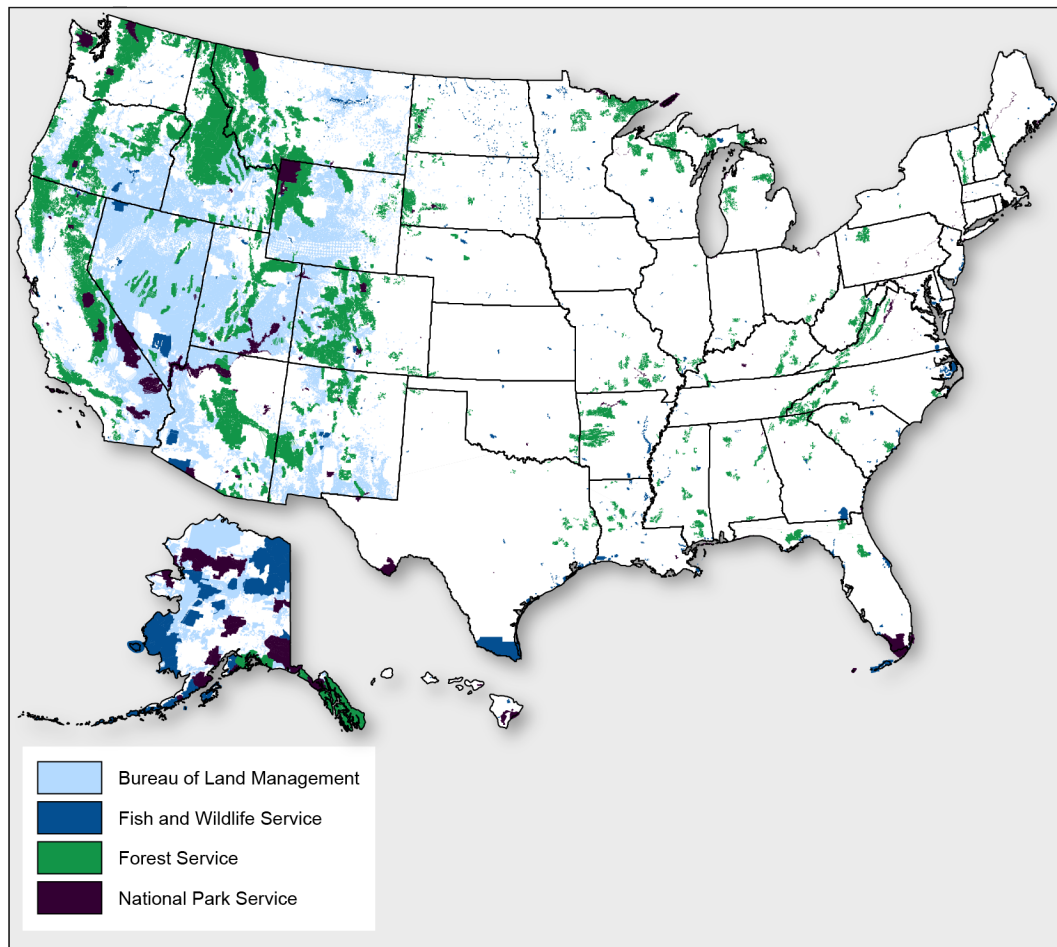 Bureau of Land Management
Fish and Wildlife Service
Forest Service
National Park Service